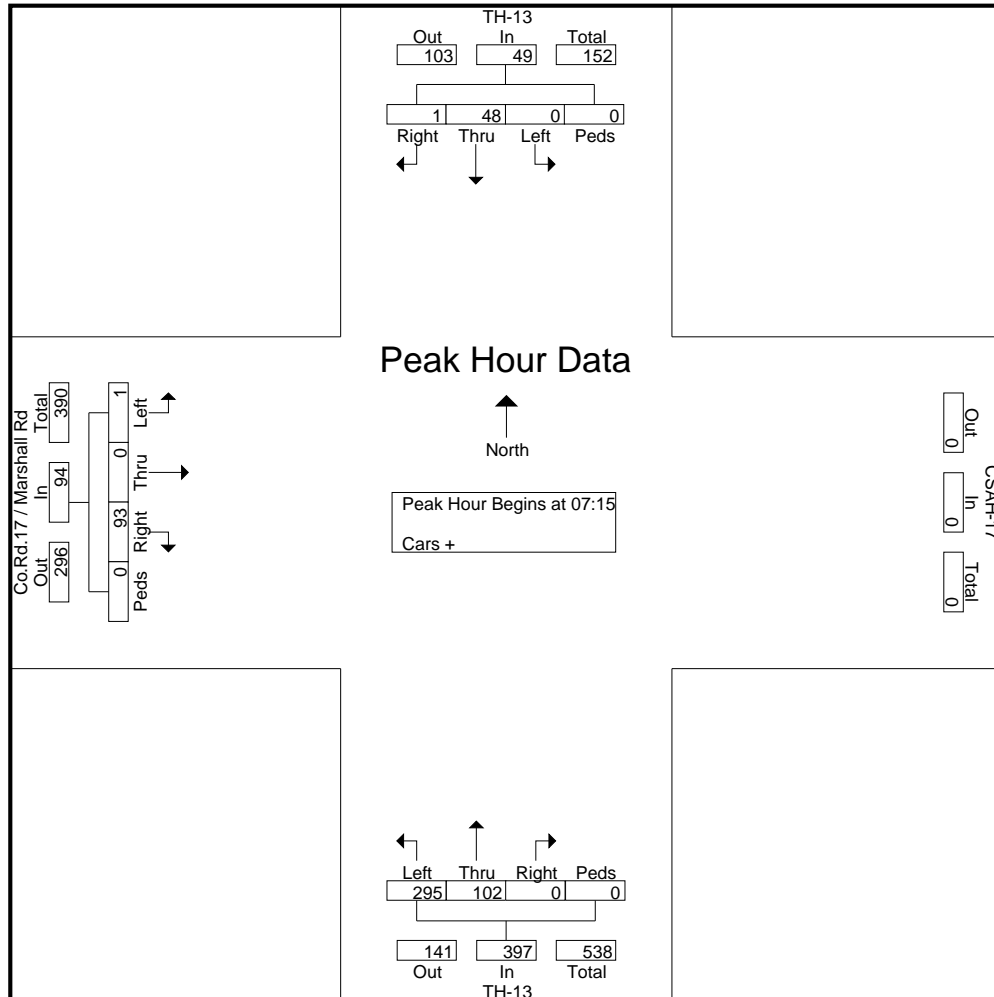 TH-13
Out In Total
103 49 152
1 48 0 0
Right Thru Left Peds
Peak Hour Data
North
Peak Hour Begins at 07:15
Cars +
Co.Rd.17 / Marshall Rd
Out In Total
296 94 390
0 93 0 1
Peds Right Thru Left
CSAH-17
Out In Total
0 0 0
Left Thru Right Peds
295 102 0 0
141 397 538
Out In Total
TH-13